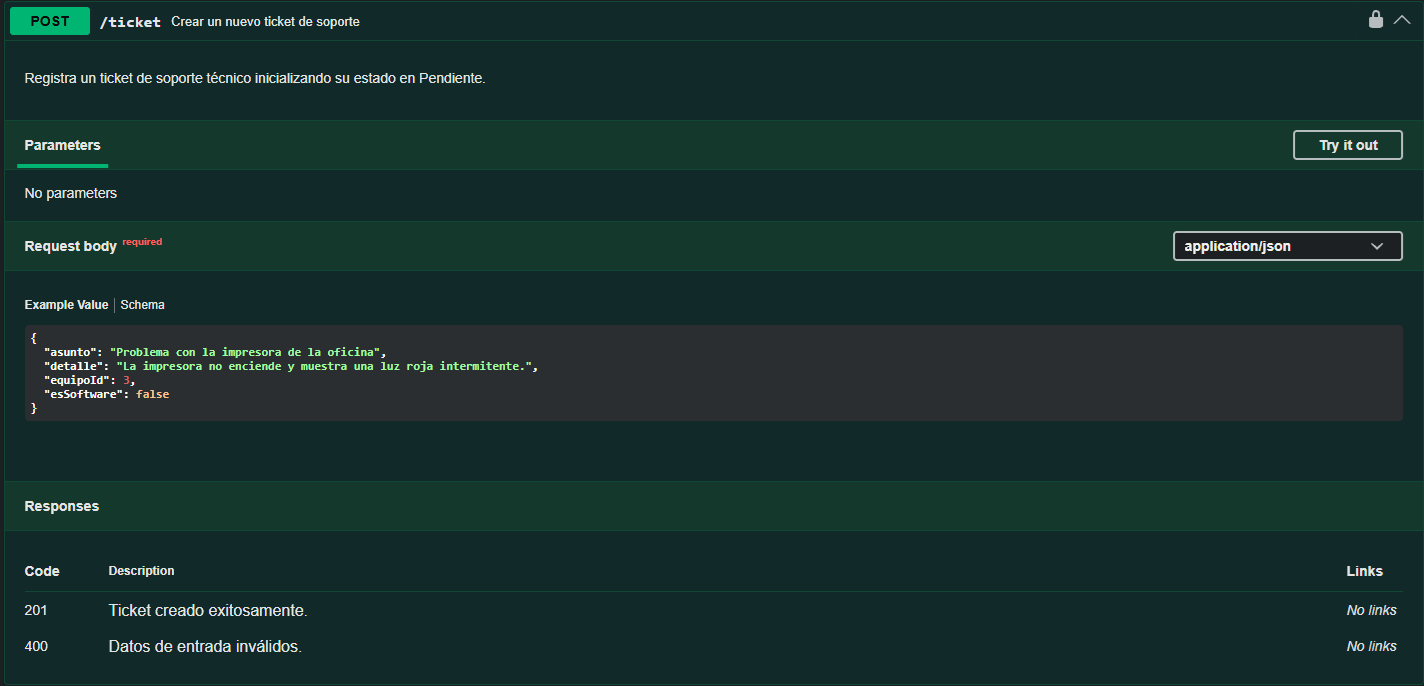 POST /ticket Crear un nuevo ticket de soporte
Registra un ticket de soporte técnico inicializando su estado en Pendiente.
Parameters
Try it out
No parameters
Request body required
application/json
Example Value | Schema
{
  "asunto": "Problema con la impresora de la oficina",
  "detalle": "La impresora no enciende y muestra una luz roja intermitente.",
  "equipoId": 3,
  "esSoftware": false
}
Responses
Code Description Links
201 Ticket creado exitosamente. No links
400 Datos de entrada inválidos. No links